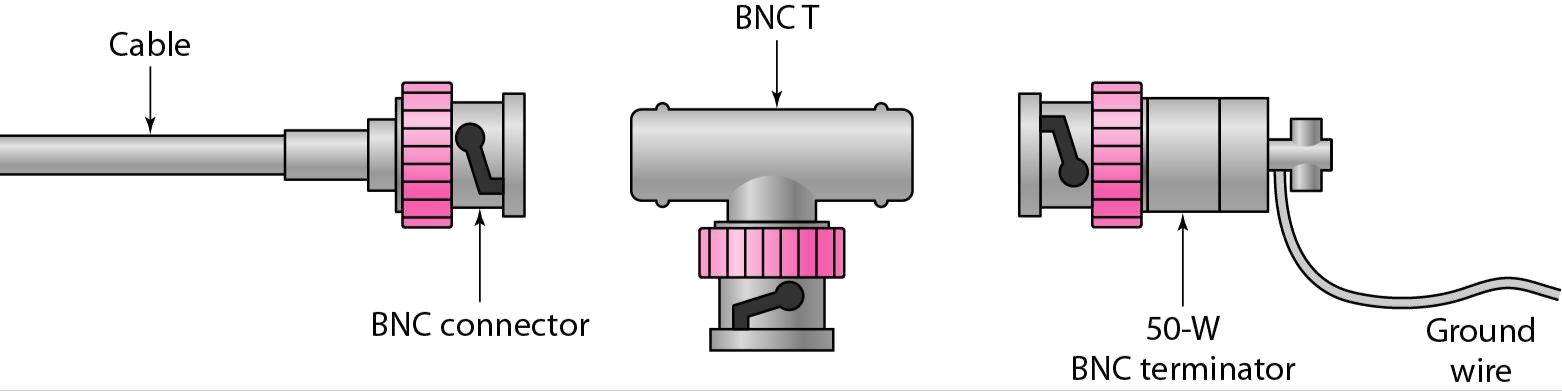 Cable
BNC T
BNC connector
50-W
BNC terminator
Ground
wire